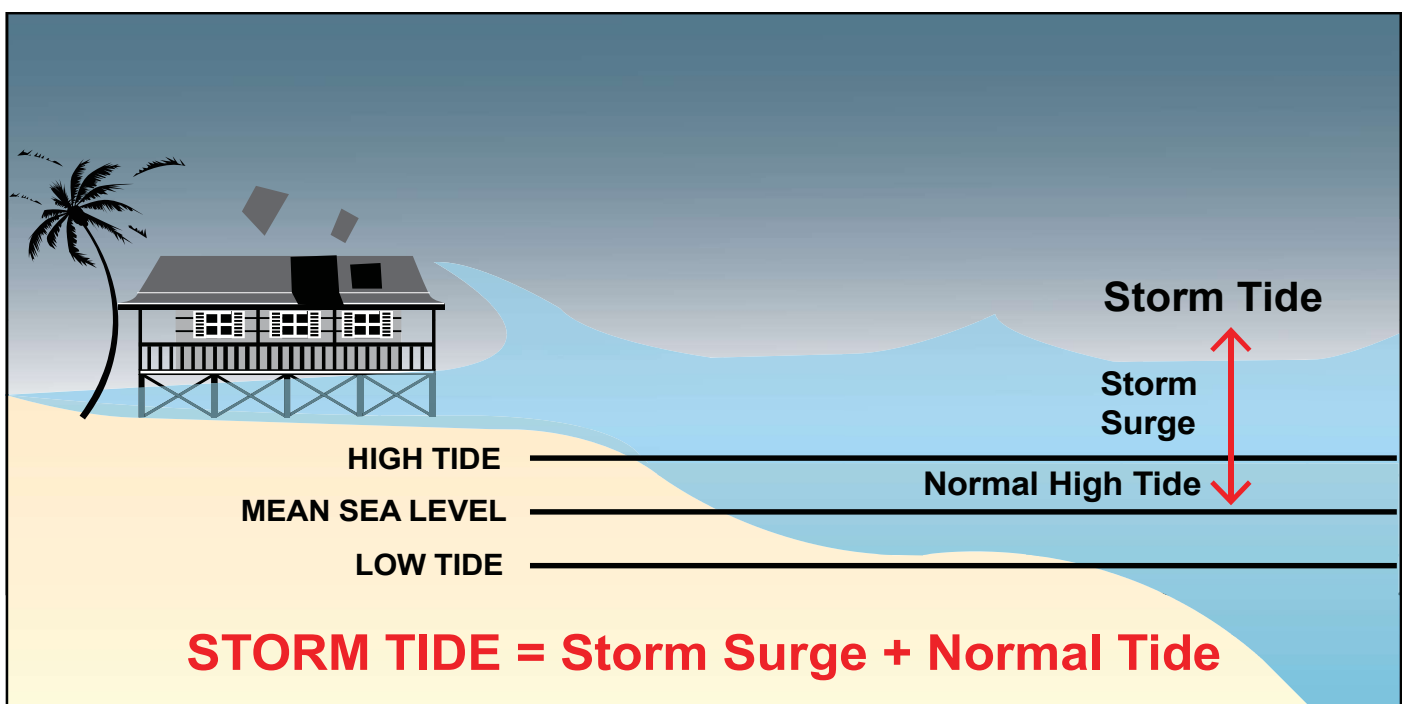 Storm Tide
Storm
Surge
HIGH TIDE
Normal High Tide
MEAN SEA LEVEL
LOW TIDE
STORM TIDE = Storm Surge + Normal Tide